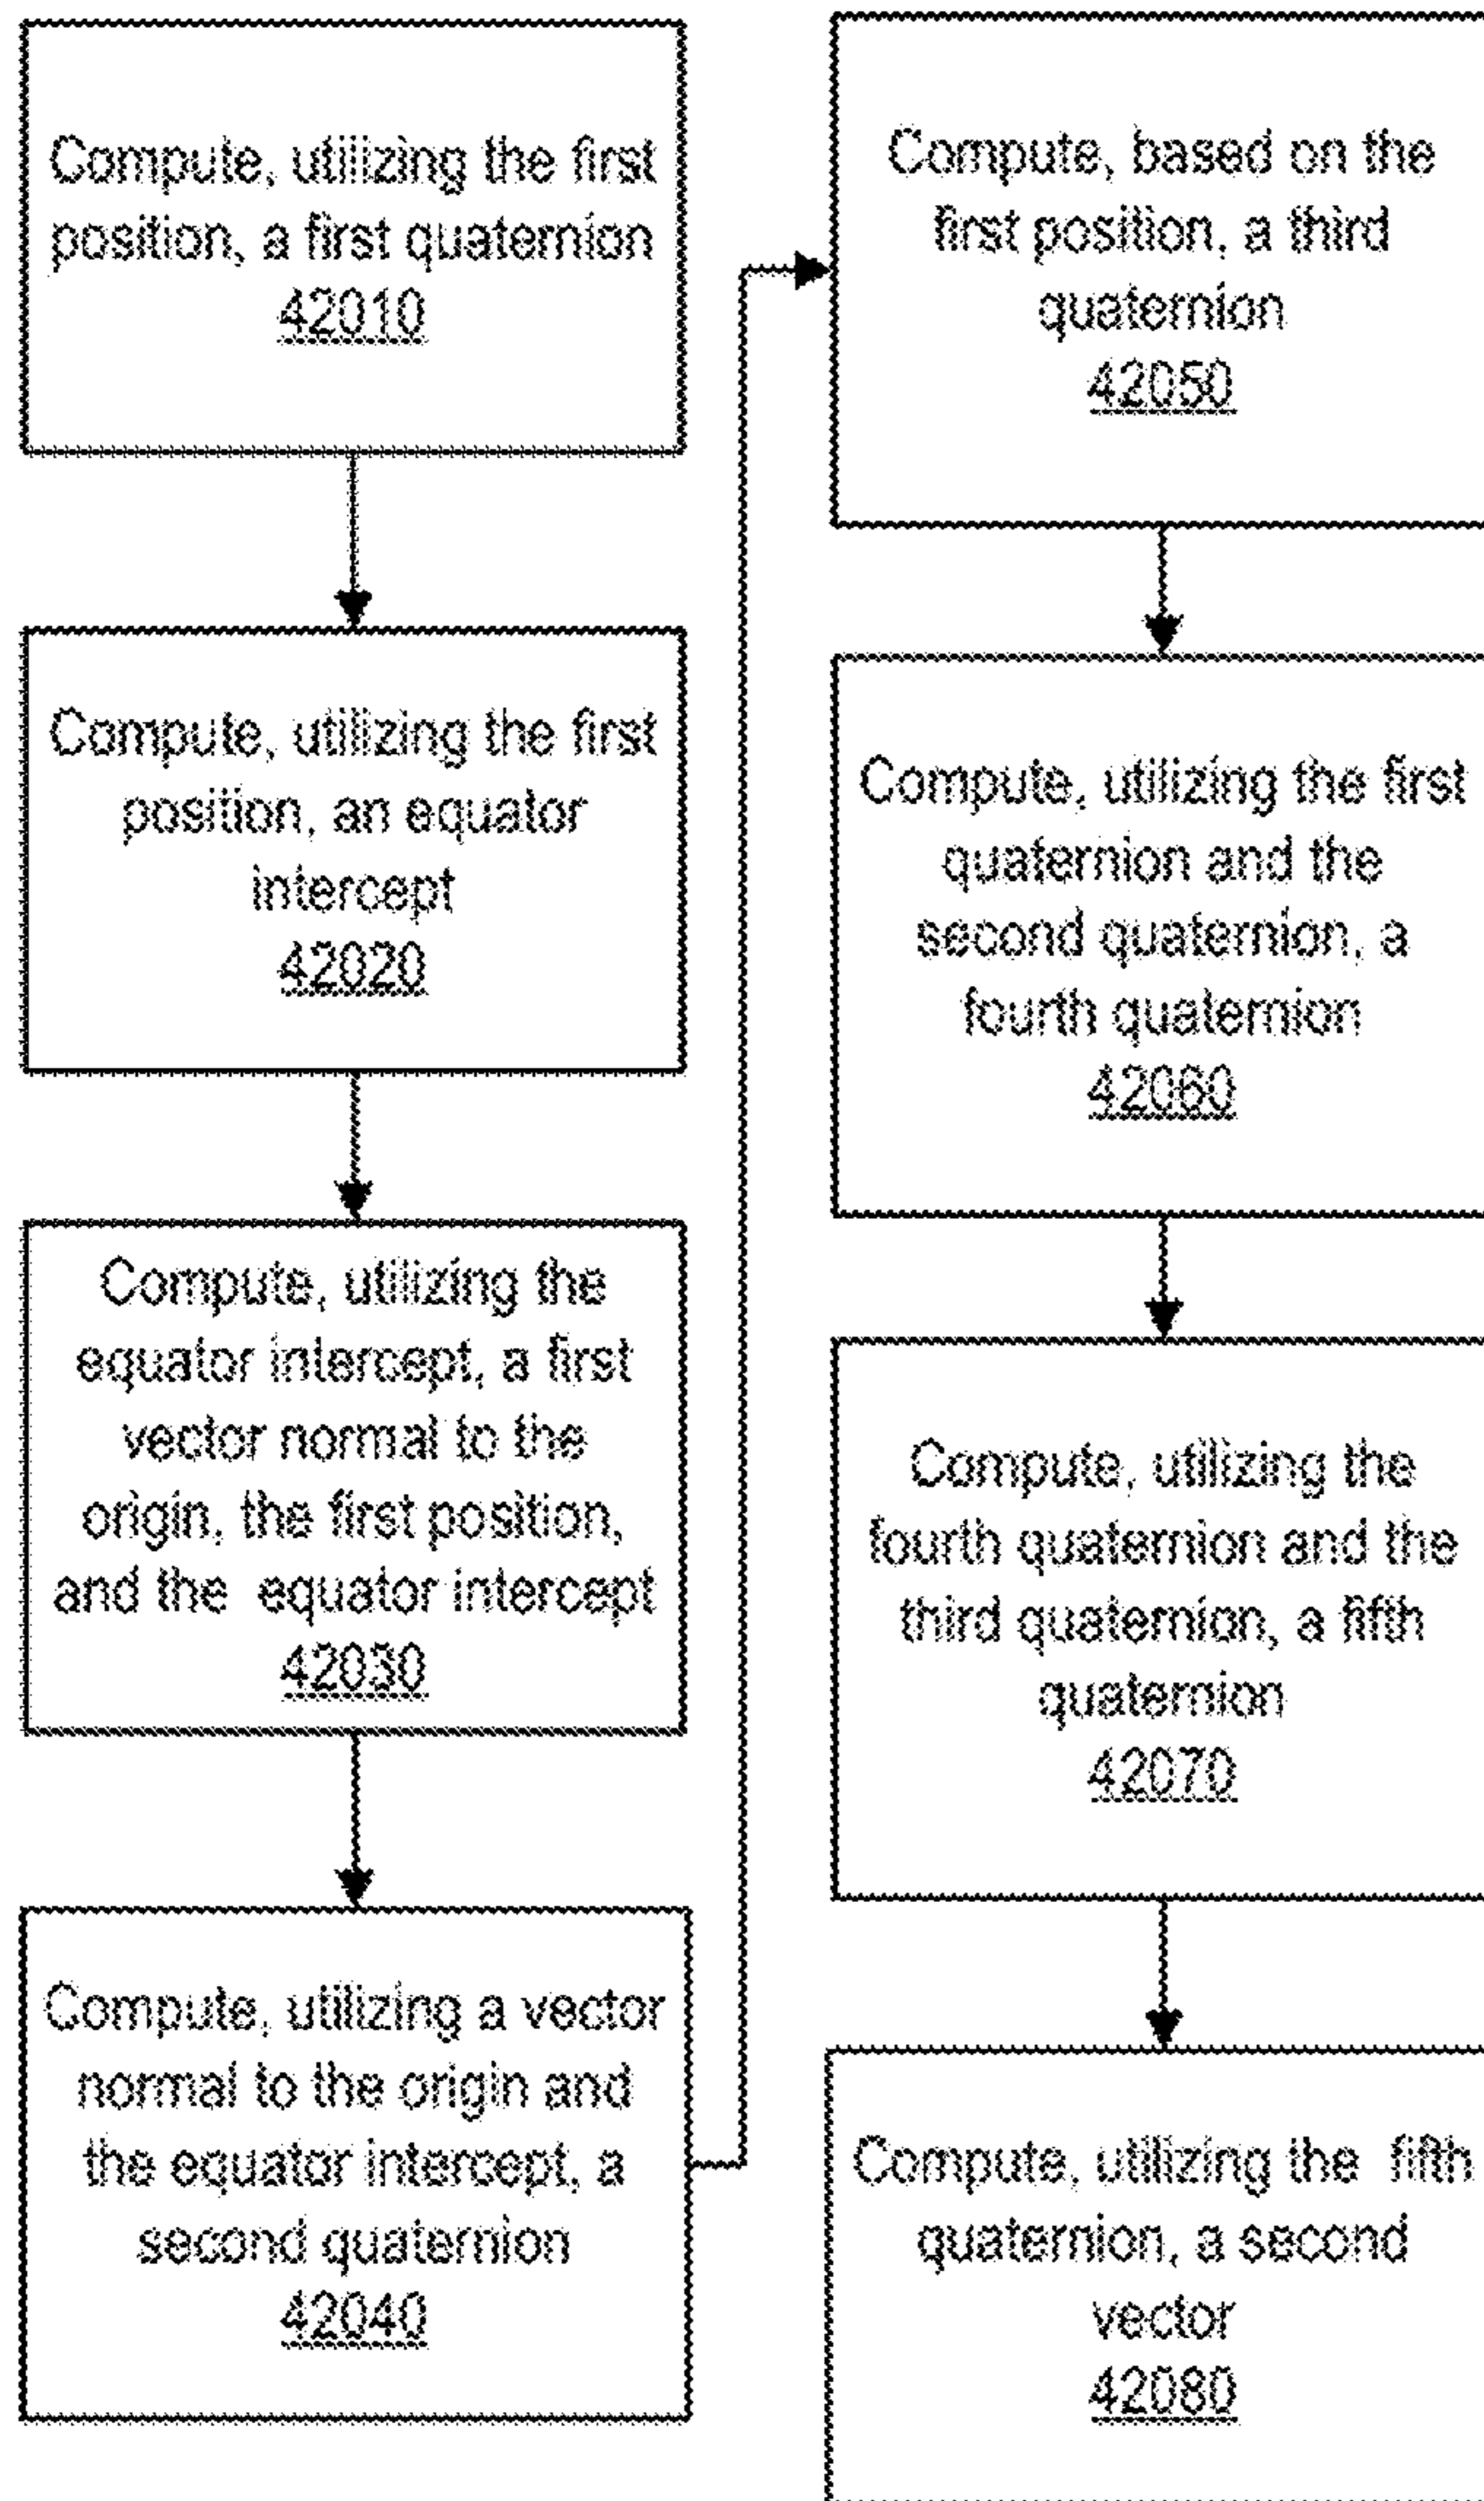 Compute, utilizing the first
position, a first quaternion
42010
Compute, utilizing the first
position, an equator
intercept
42020
Compute, utilizing the
equator intercept, a first
vector normal to the
origin, the first position,
and the equator intercept
42030
Compute, utilizing a vector
normal to the origin and
the equator intercept, a
second quaternion
42040
Compute, based on the
first position, a third
quaternion
42050
Compute, utilizing the first
quaternion and the
second quaternion, a
fourth quaternion
42060
Compute, utilizing the
fourth quaternion and the
third quaternion, a fifth
quaternion
42070
Compute, utilizing the fifth
quaternion, a second
vector
42080